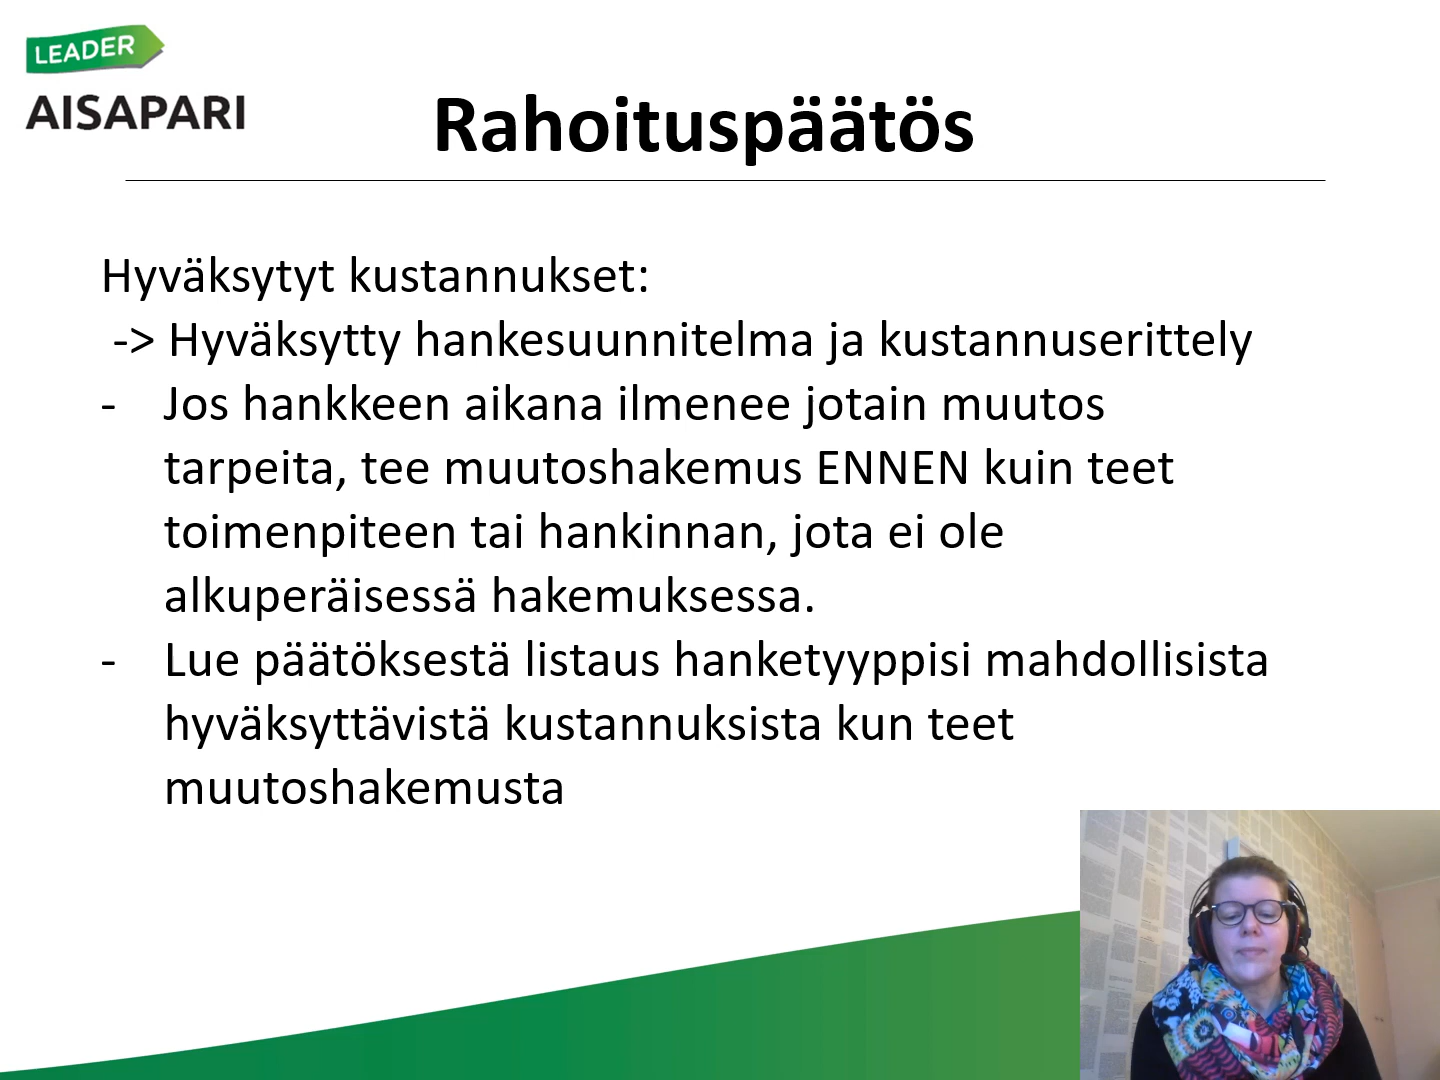 LEADER
AISAPARI
Rahoituspäätös
Hyväksytyt kustannukset:
-> Hyväksytty hankesuunnitelma ja kustannuserittely
- Jos hankkeen aikana ilmenee jotain muutos
tarpeita, tee muutoshakemus ENNEN kuin teet
toimenpiteen tai hankinnan, jota ei ole
alkuperäisessä hakemuksessa.
- Lue päätöksestä listaus hanketyyppisi mahdollisista
hyväksyttävistä kustannuksista kun teet
muutoshakemusta